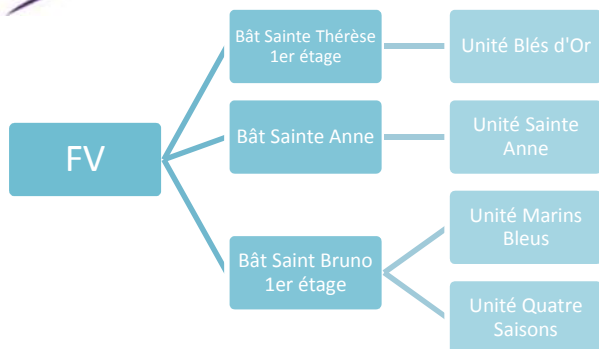 FV
Bât Sainte Thérèse
1er étage
Unité Blés d'Or
Bât Sainte Anne
Unité Sainte
Anne
Bât Saint Bruno
1er étage
Unité Marins
Bleus
Unité Quatre
Saisons